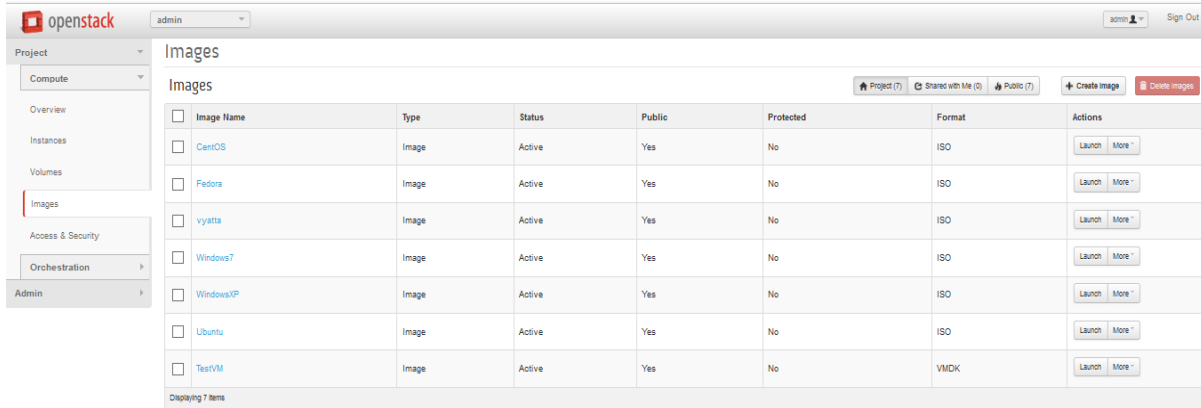 openstack admin admin Sign Out
Project
Compute
Overview
Instances
Volumes
Images
Access & Security
Orchestration
Admin
Images
Images Project (7) Shared with Me (0) Public (7) + Create Image Delete Images
Image Name Type Status Public Protected Format Actions
CentOS Image Active Yes No ISO Launch More
Fedora Image Active Yes No ISO Launch More
vyatta Image Active Yes No ISO Launch More
Windows7 Image Active Yes No ISO Launch More
WindowsXP Image Active Yes No ISO Launch More
Ubuntu Image Active Yes No ISO Launch More
TestVM Image Active Yes No VMDK Launch More
Displaying 7 items